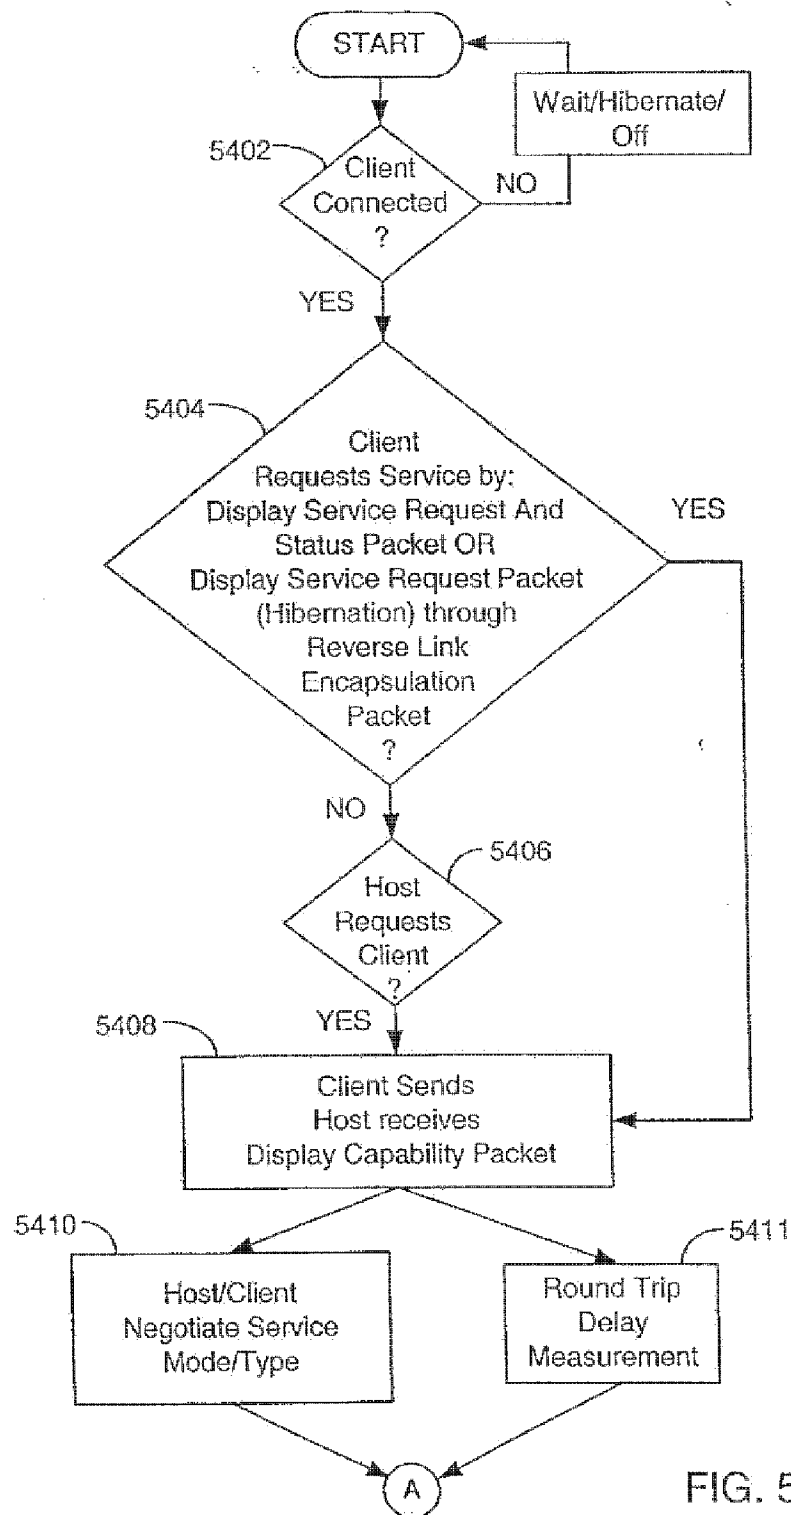 START
Wait/Hibernate/
Off
5402
Client
Connected
?
NO
YES
5404
Client
Requests Service by:
Display Service Request And
Status Packet OR
Display Service Request Packet
(Hibernation) through
Reverse Link
Encapsulation
Packet
?
YES
NO
5406
Host
Requests
Client
?
YES
5408
Client Sends
Host receives
Display Capability Packet
5410
Host/Client
Negotiate Service
Mode/Type
5411
Round Trip
Delay
Measurement
A
FIG. 5